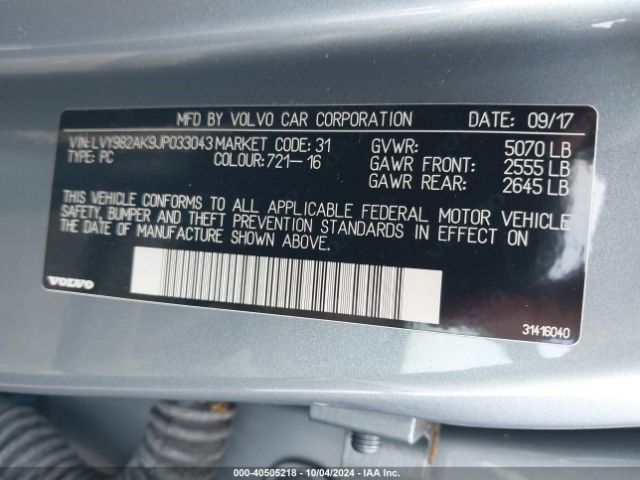 MFD BY VOLVO CAR CORPORATION DATE: 09/17
VIN: LVY982AK9JP033043 MARKET CODE: 31 GVWR: 5070 LB
TYPE: PC COLOUR: 721-16 GAWR FRONT: 2555 LB
GAWR REAR: 2645 LB
THIS VEHICLE CONFORMS TO ALL APPLICABLE FEDERAL MOTOR VEHICLE
SAFETY, BUMPER AND THEFT PREVENTION STANDARDS IN EFFECT ON
THE DATE OF MANUFACTURE SHOWN ABOVE.
VOLVO
31416040
000-40505218 - 10/04/2024 - IAA Inc.